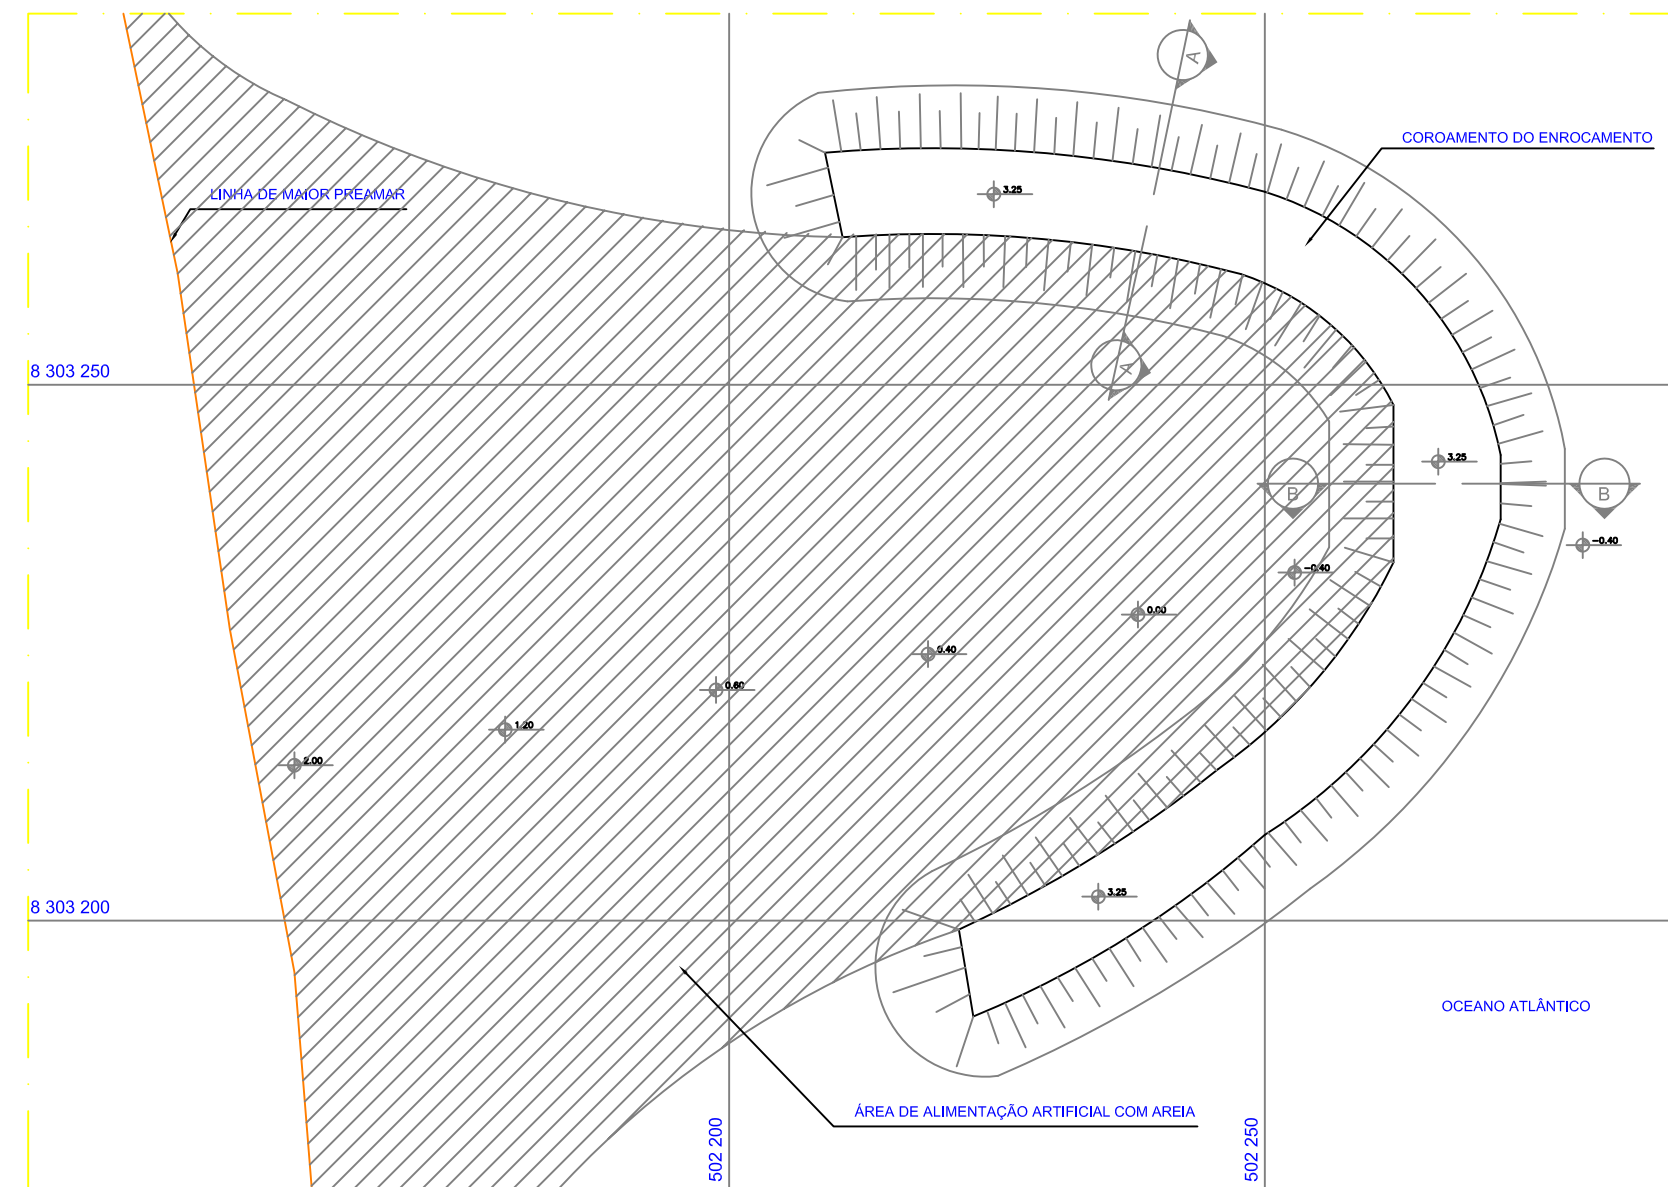 A
COROAMENTO DO ENROCAMENTO
LINHA DE MAIOR PREAMAR
3.25
8 303 250
A
3.25
B
B
-0.40
-0.40
0.00
0.40
0.60
1.20
2.00
3.25
8 303 200
OCEANO ATLÂNTICO
ÁREA DE ALIMENTAÇÃO ARTIFICIAL COM AREIA
502 200
502 250